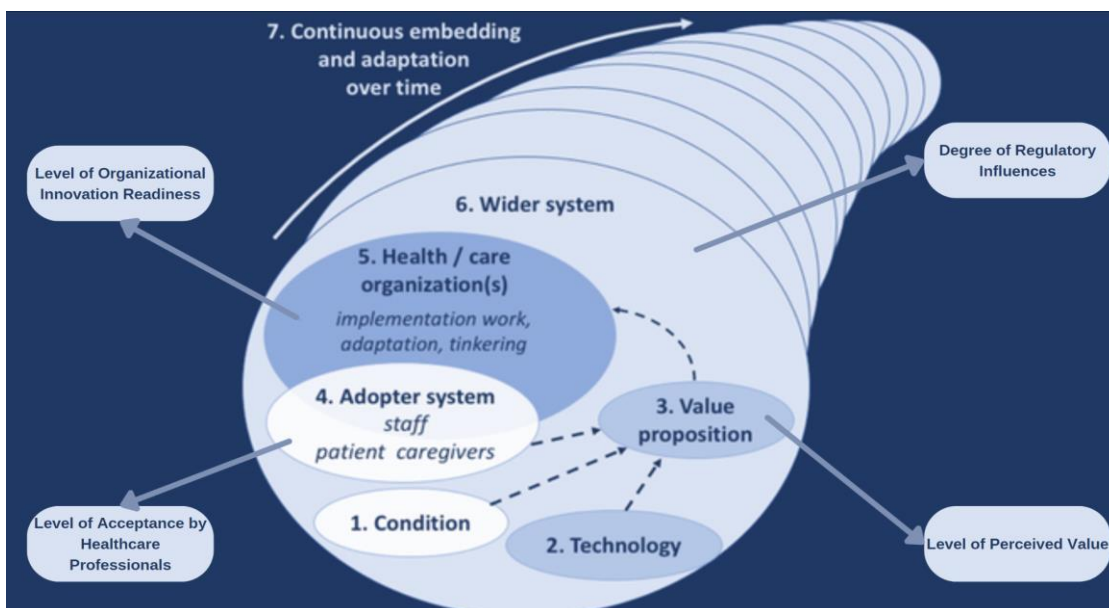 7. Continuous embedding
and adaptation
over time
Level of Organizational
Innovation Readiness
Degree of Regulatory
Influences
6. Wider system
5. Health / care
organization(s)
implementation work,
adaptation, tinkering
4. Adopter system
staff
patient caregivers
3. Value
proposition
1. Condition
2. Technology
Level of Acceptance by
Healthcare
Professionals
Level of Perceived Value